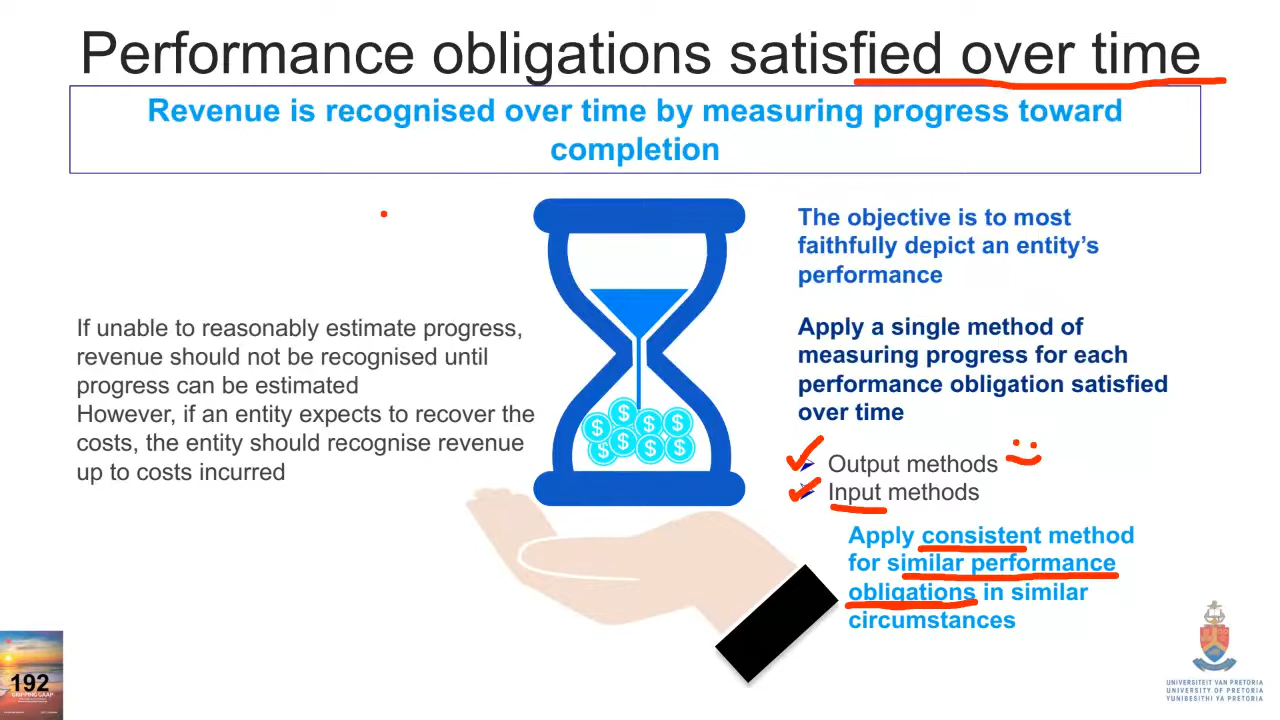 Performance obligations satisfied over time
Revenue is recognised over time by measuring progress toward
completion
If unable to reasonably estimate progress,
revenue should not be recognised until
progress can be estimated
However, if an entity expects to recover the
costs, the entity should recognise revenue
up to costs incurred
$ $ $ $ $ $ $ $
The objective is to most
faithfully depict an entity's
performance
Apply a single method of
measuring progress for each
performance obligation satisfied
over time
Output methods
Input methods
Apply consistent method
for similar performance
obligations in similar
circumstances
192
GRIPPING GAAP
UNIVERSITEIT VAN PRETORIA
UNIVERSITY OF PRETORIA
YUNIBESITHI YA PRETORIA